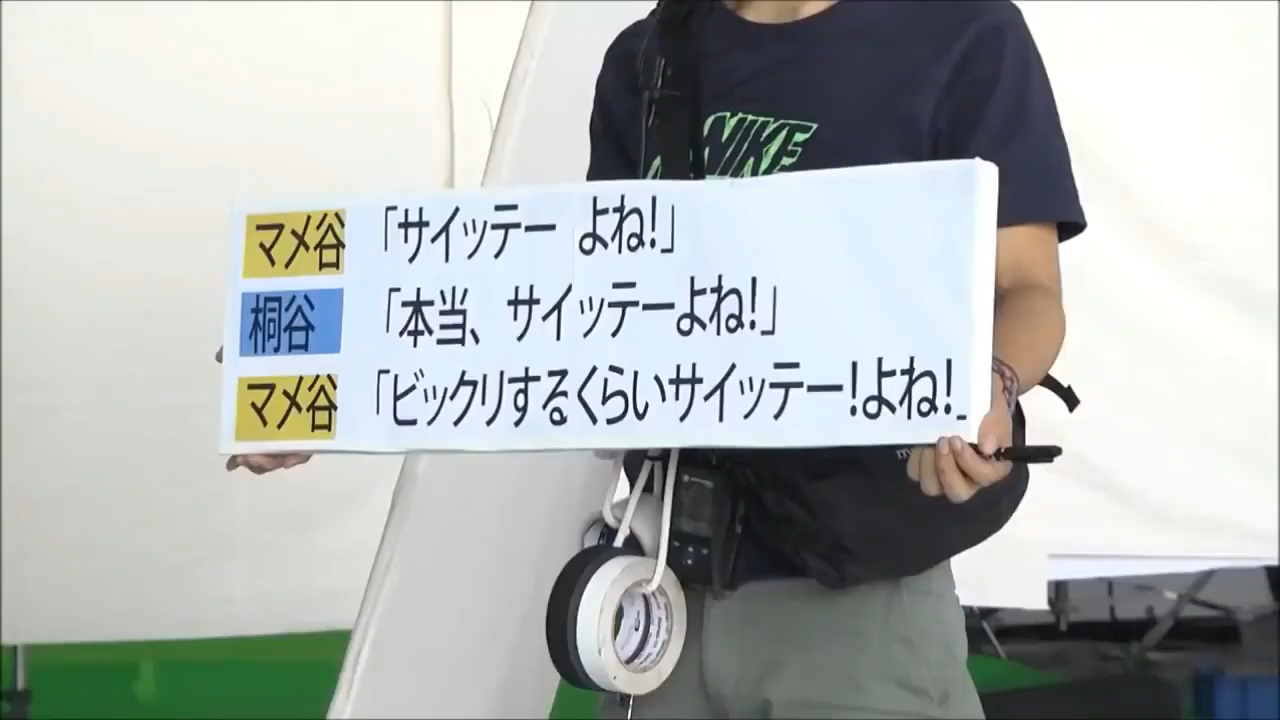 NIKE
マメ谷 「サイッテー よね!」
桐谷 「本当、サイッテーよね!」
マメ谷 「ビックリするくらいサイッテー!よね!